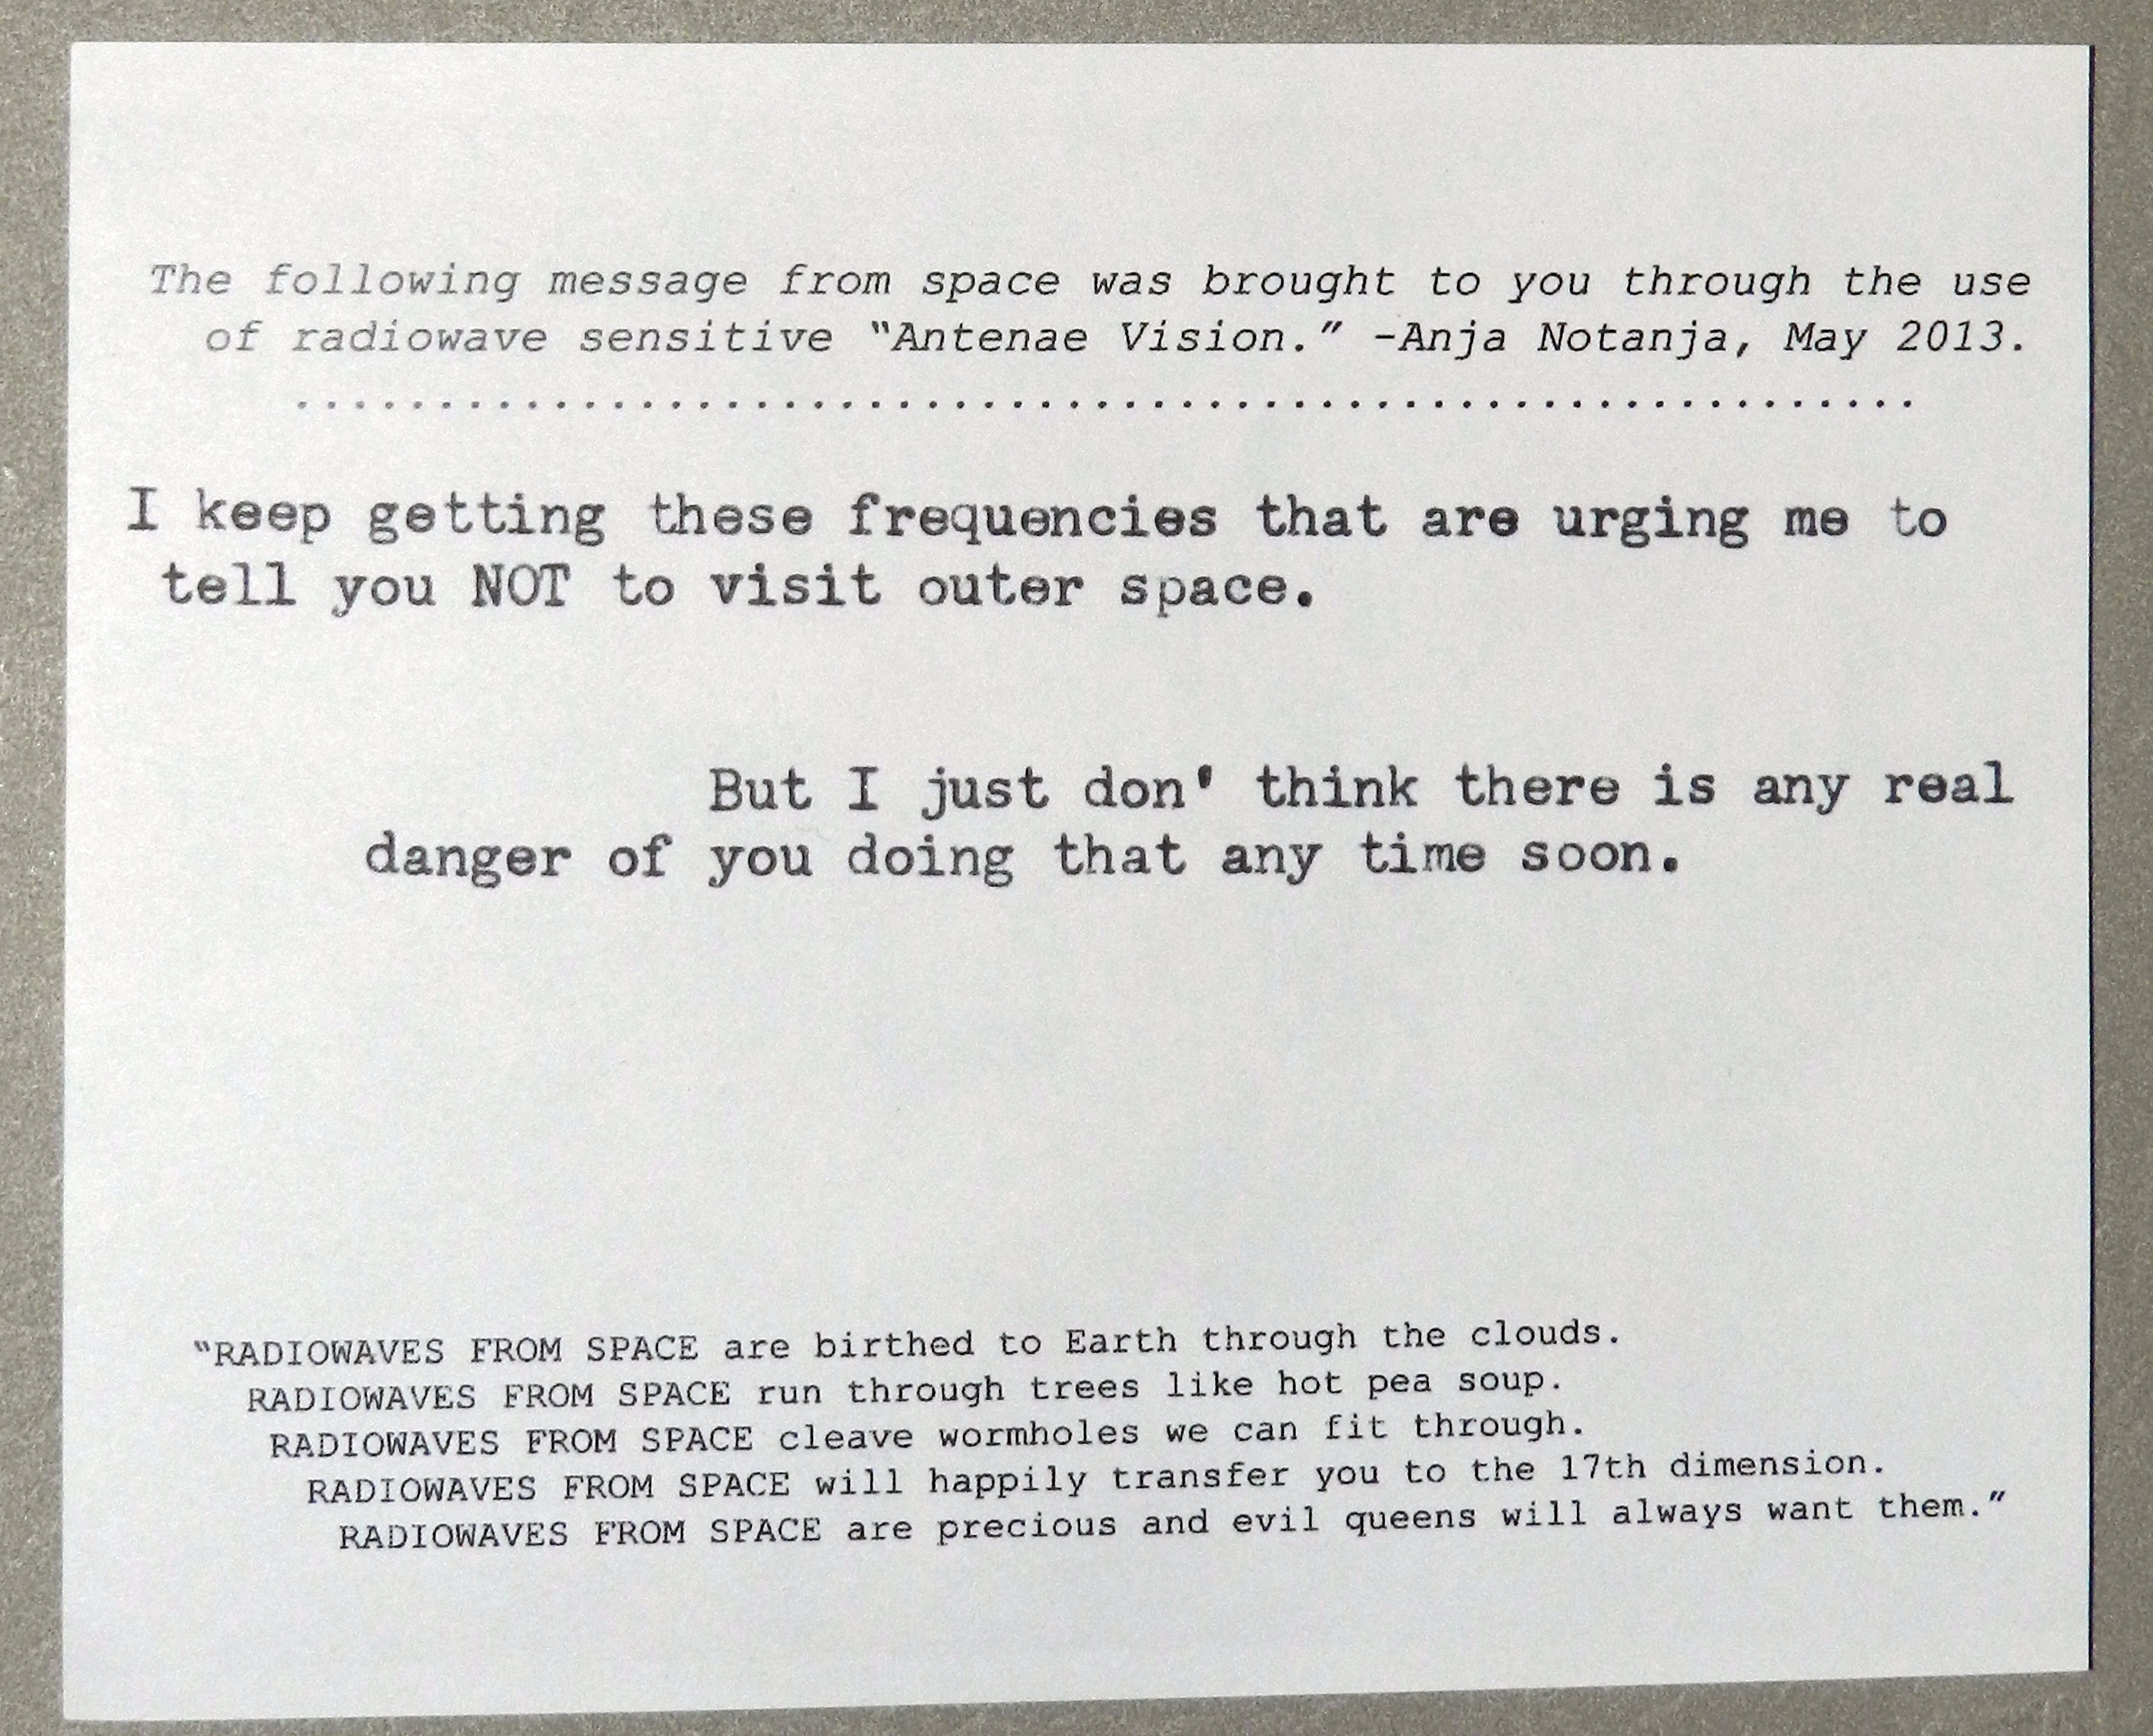 The following message from space was brought to you through the use
of radiowave sensitive “Antenae Vision.” -Anja Notanja, May 2013.
.........................................................
I keep getting these frequencies that are urging me to
tell you NOT to visit outer space.
But I just don' think there is any real
danger of you doing that any time soon.
“RADIOWAVES FROM SPACE are birthed to Earth through the clouds.
RADIOWAVES FROM SPACE run through trees like hot pea soup.
RADIOWAVES FROM SPACE cleave wormholes we can fit through.
RADIOWAVES FROM SPACE will happily transfer you to the 17th dimension.
RADIOWAVES FROM SPACE are precious and evil queens will always want them.”